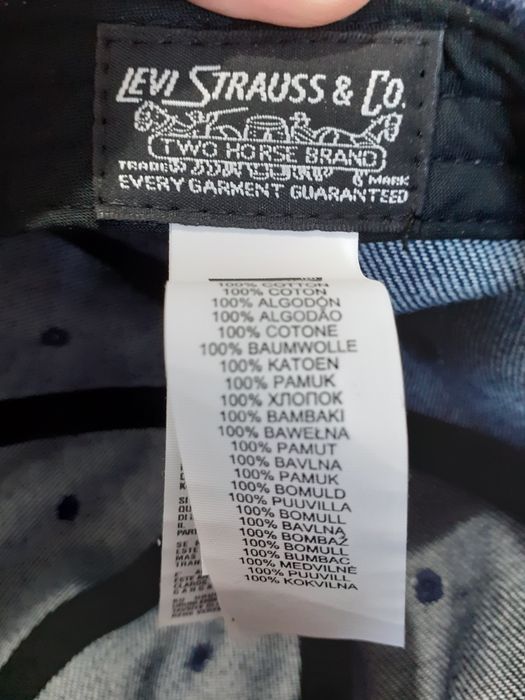 LEVI STRAUSS & CO.
TWO HORSE BRAND
TRADE MARK
EVERY GARMENT GUARANTEED
100% COTTON
100% COTON
100% ALGODÓN
100% ALGODÃO
100% COTONE
100% BAUMWOLLE
100% KATOEN
100% PAMUK
100% ХЛОПОК
100% BAMBAKI
100% BAWEŁNA
100% PAMUT
100% BAVLNA
100% PAMUK
100% BOMULD
100% PUUVILLA
100% BOMULL
100% BAVLNA
100% BOMBAŽ
100% BOMULL
100% BUMBAC
100% MEDVILNĖ
100% PUUVILL
100% KOKVILNA